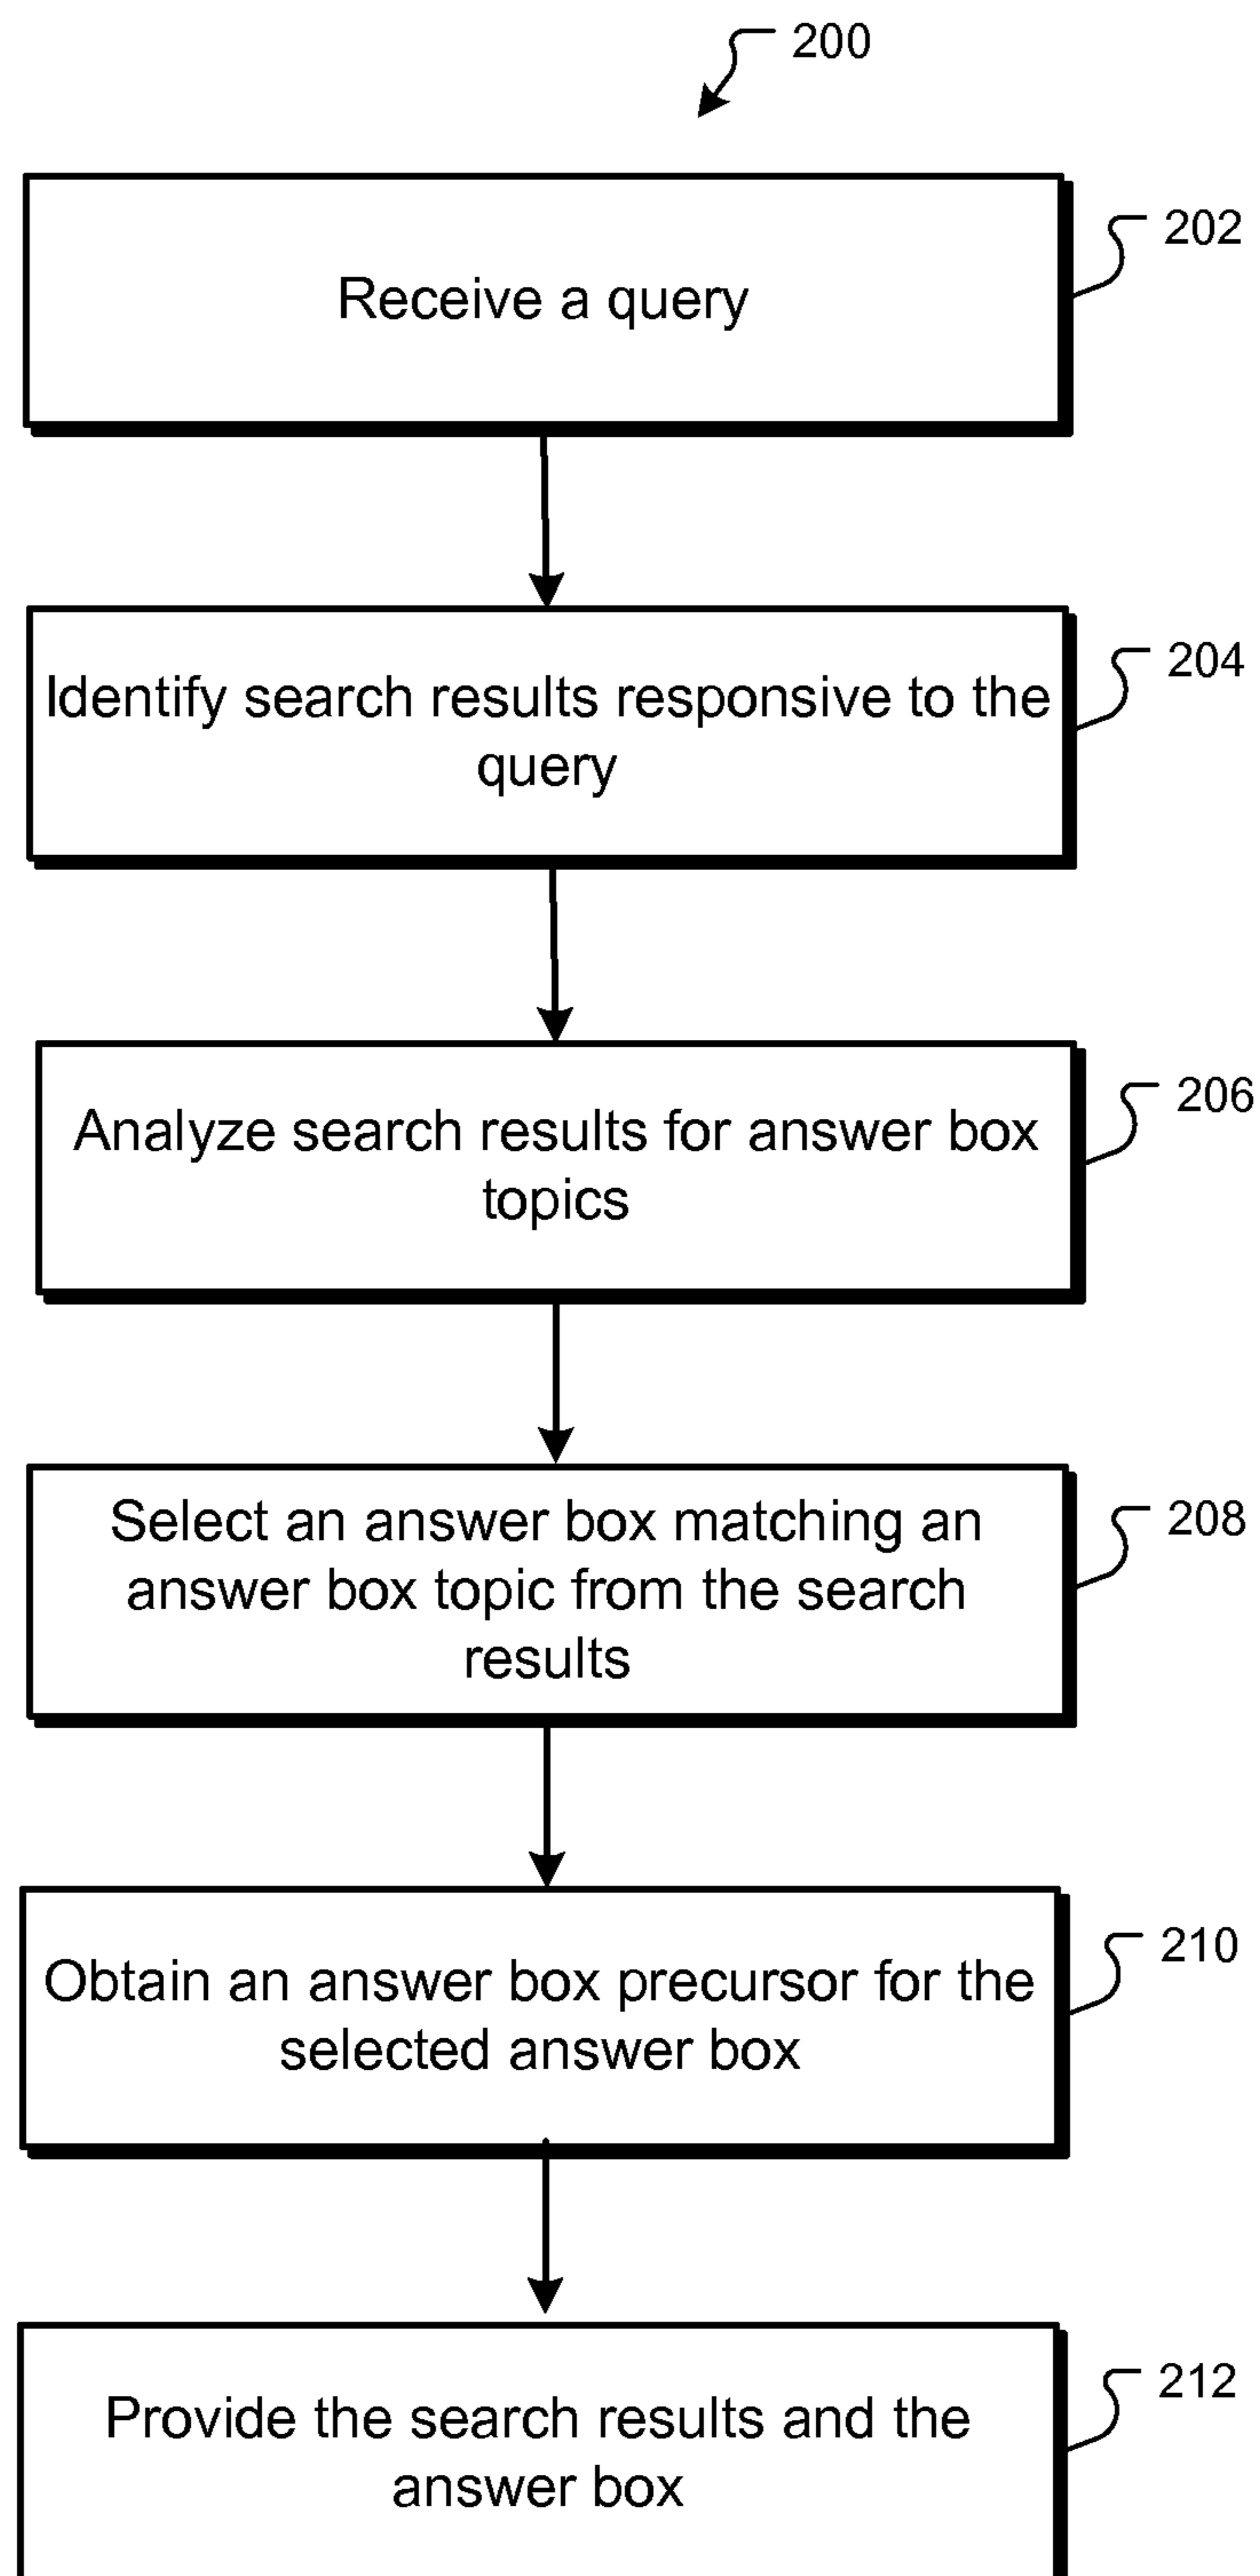 200
Receive a query
202
Identify search results responsive to the
query
204
Analyze search results for answer box
topics
206
Select an answer box matching an
answer box topic from the search
results
208
Obtain an answer box precursor for the
selected answer box
210
Provide the search results and the
answer box
212